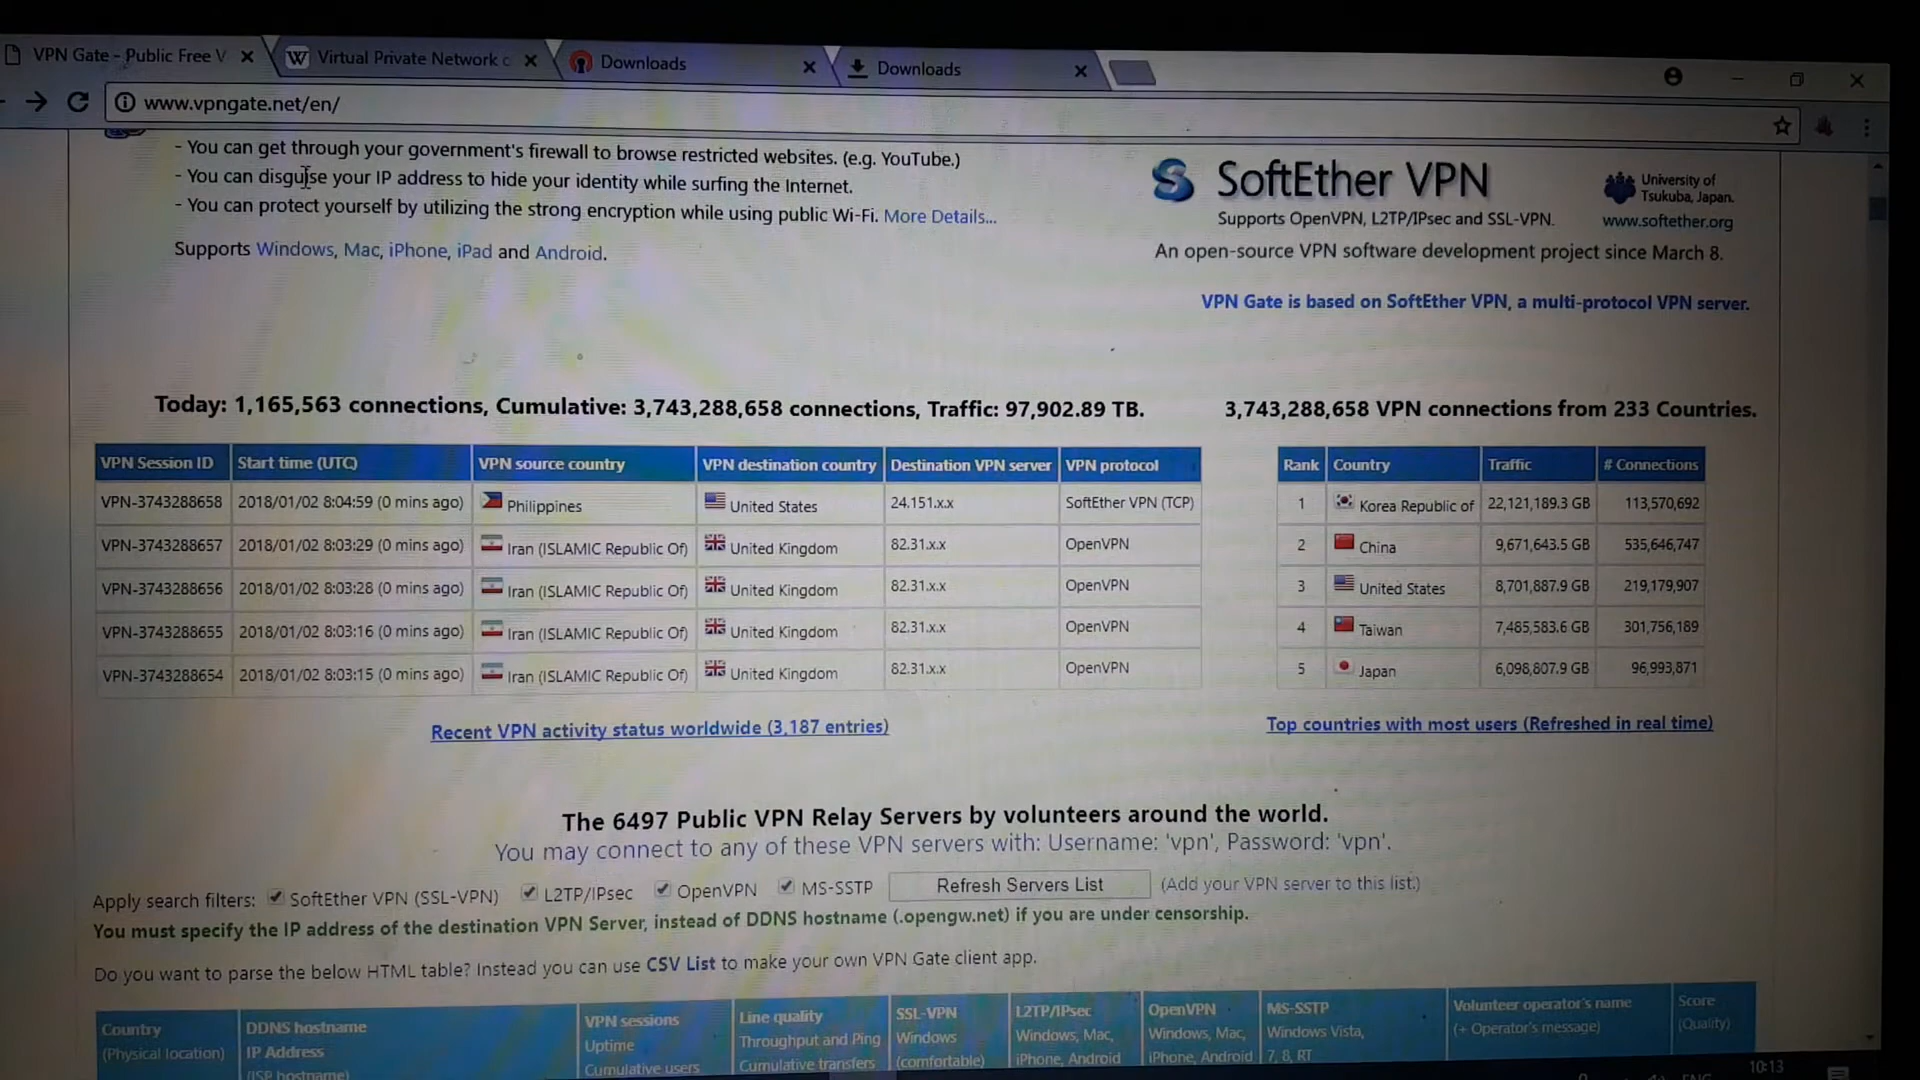 VPN Gate - Public Free V
Virtual Private Network c
Downloads
Downloads
www.vpngate.net/en/
- You can get through your government's firewall to browse restricted websites. (e.g. YouTube.)
- You can disguise your IP address to hide your identity while surfing the Internet.
- You can protect yourself by utilizing the strong encryption while using public Wi-Fi. More Details...
Supports Windows, Mac, iPhone, iPad and Android.
SoftEther VPN
Supports OpenVPN, L2TP/IPsec and SSL-VPN.
University of
Tsukuba, Japan.
www.softether.org
An open-source VPN software development project since March 8.
VPN Gate is based on SoftEther VPN, a multi-protocol VPN server.
Today: 1,165,563 connections, Cumulative: 3,743,288,658 connections, Traffic: 97,902.89 TB.
VPN Session ID Start time (UTC) VPN source country VPN destination country Destination VPN server VPN protocol
VPN-3743288658 2018/01/02 8:04:59 (0 mins ago) Philippines United States 24.151.x.x SoftEther VPN (TCP)
VPN-3743288657 2018/01/02 8:03:29 (0 mins ago) Iran (ISLAMIC Republic Of) United Kingdom 82.31.x.x OpenVPN
VPN-3743288656 2018/01/02 8:03:28 (0 mins ago) Iran (ISLAMIC Republic Of) United Kingdom 82.31.x.x OpenVPN
VPN-3743288655 2018/01/02 8:03:16 (0 mins ago) Iran (ISLAMIC Republic Of) United Kingdom 82.31.x.x OpenVPN
VPN-3743288654 2018/01/02 8:03:15 (0 mins ago) Iran (ISLAMIC Republic Of) United Kingdom 82.31.x.x OpenVPN
Recent VPN activity status worldwide (3,187 entries)
3,743,288,658 VPN connections from 233 Countries.
Rank Country Traffic # Connections
1 Korea Republic of 22,121,189.3 GB 113,570,692
2 China 9,671,643.5 GB 535,646,747
3 United States 8,701,887.9 GB 219,179,907
4 Taiwan 7,485,583.6 GB 301,756,189
5 Japan 6,098,807.9 GB 96,993,871
Top countries with most users (Refreshed in real time)
The 6497 Public VPN Relay Servers by volunteers around the world.
You may connect to any of these VPN servers with: Username: 'vpn', Password: 'vpn'.
Apply search filters: SoftEther VPN (SSL-VPN) L2TP/IPsec OpenVPN MS-SSTP Refresh Servers List (Add your VPN server to this list.)
You must specify the IP address of the destination VPN Server, instead of DDNS hostname (.opengw.net) if you are under censorship.
Do you want to parse the below HTML table? Instead you can use CSV List to make your own VPN Gate client app.
Country
(Physical location)
DDNS hostname
IP Address
(ISP hostname)
VPN sessions
Uptime
Cumulative users
Line quality
Throughput and Ping
Cumulative transfers
SSL-VPN
Windows
(comfortable)
L2TP/IPsec
Windows, Mac,
iPhone, Android
OpenVPN
Windows, Mac,
iPhone, Android
MS-SSTP
Windows Vista,
7, 8, RT
Volunteer operator's name
(+ Operator's message)
Score
(Quality)
10:13